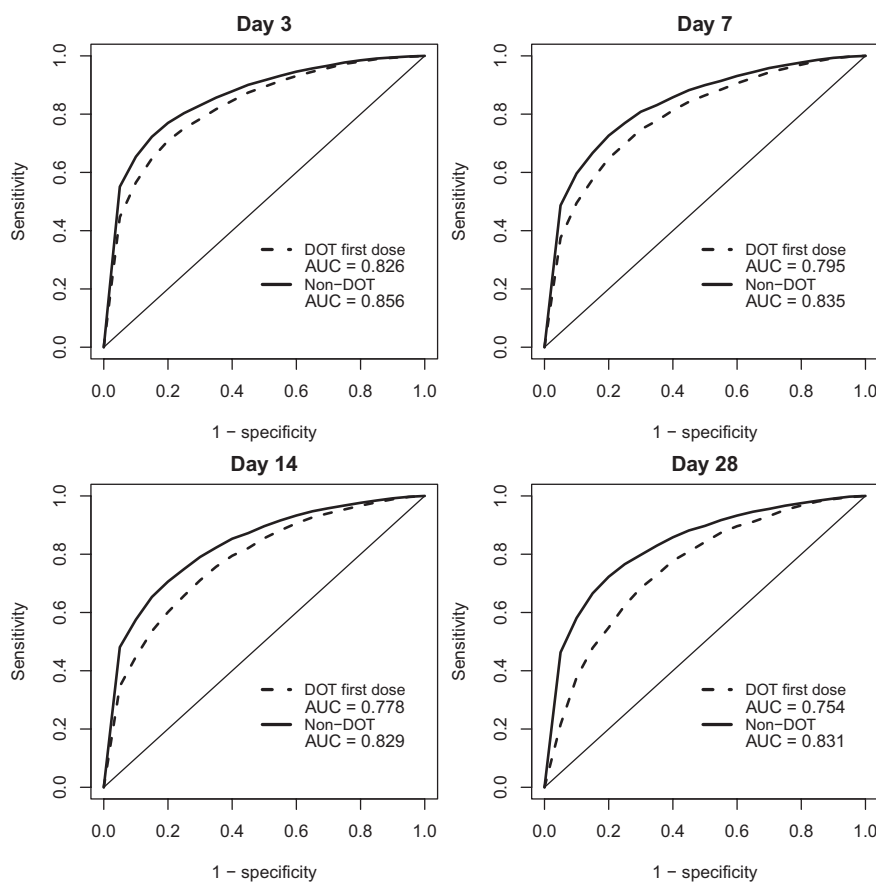 Day 3
Sensitivity
1.0
0.8
0.6
0.4
0.2
0.0
DOT first dose
AUC = 0.826
Non−DOT
AUC = 0.856
0.0 0.2 0.4 0.6 0.8 1.0
1 − specificity
Day 7
Sensitivity
1.0
0.8
0.6
0.4
0.2
0.0
DOT first dose
AUC = 0.795
Non−DOT
AUC = 0.835
0.0 0.2 0.4 0.6 0.8 1.0
1 − specificity
Day 14
Sensitivity
1.0
0.8
0.6
0.4
0.2
0.0
DOT first dose
AUC = 0.778
Non−DOT
AUC = 0.829
0.0 0.2 0.4 0.6 0.8 1.0
1 − specificity
Day 28
Sensitivity
1.0
0.8
0.6
0.4
0.2
0.0
DOT first dose
AUC = 0.754
Non−DOT
AUC = 0.831
0.0 0.2 0.4 0.6 0.8 1.0
1 − specificity